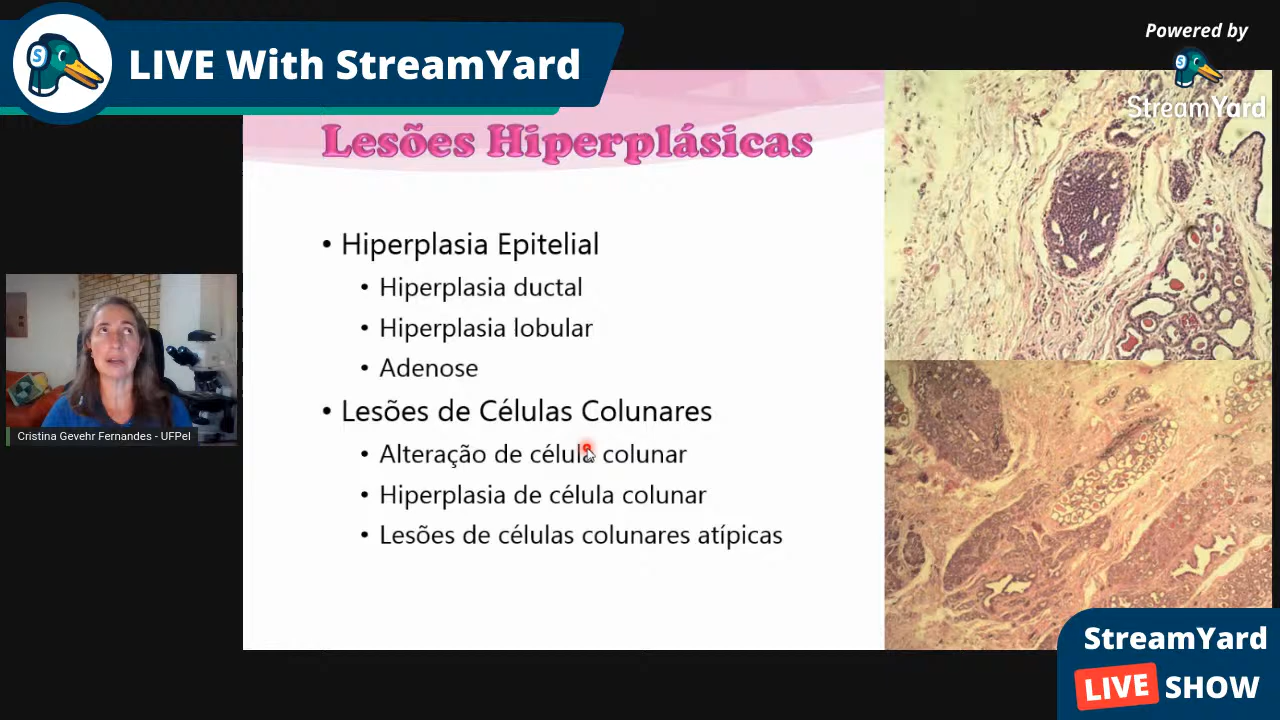 LIVE With StreamYard
Powered by
StreamYard
Lesões Hiperplásicas
• Hiperplasia Epitelial
• Hiperplasia ductal
• Hiperplasia lobular
• Adenose
• Lesões de Células Colunares
• Alteração de célula colunar
• Hiperplasia de célula colunar
• Lesões de células colunares atípicas
Cristina Gevehr Fernandes - UFPel
StreamYard
LIVE SHOW